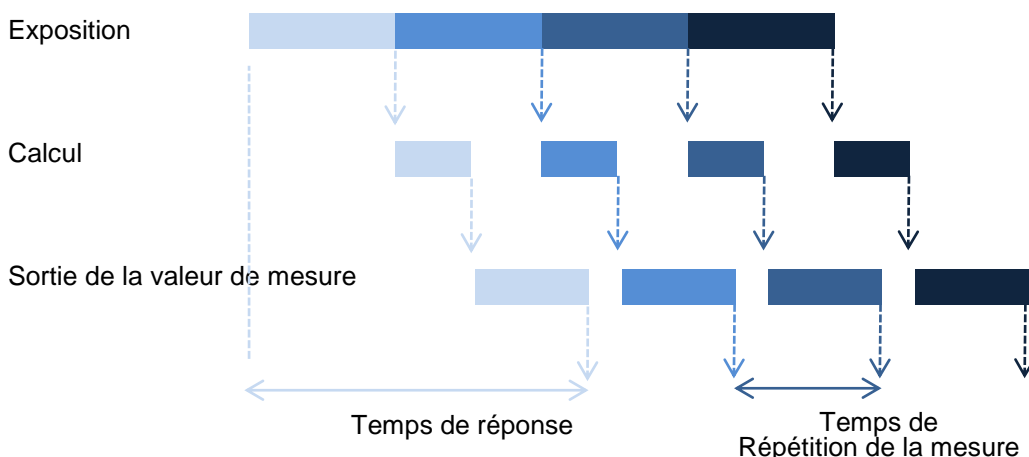 Exposition
Calcul
Sortie de la valeur de mesure
Temps de réponse
Temps de
Répétition de la mesure